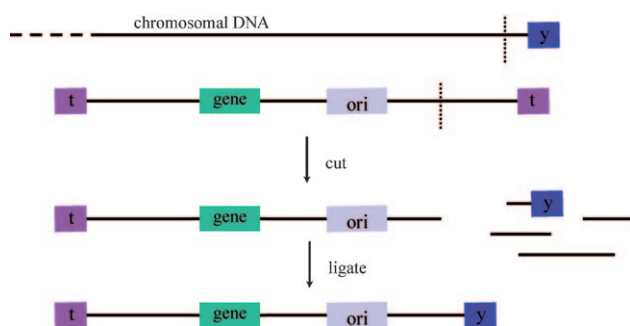 chromosomal DNA
y
t gene ori t
cut
t gene ori y
ligate
t gene ori y